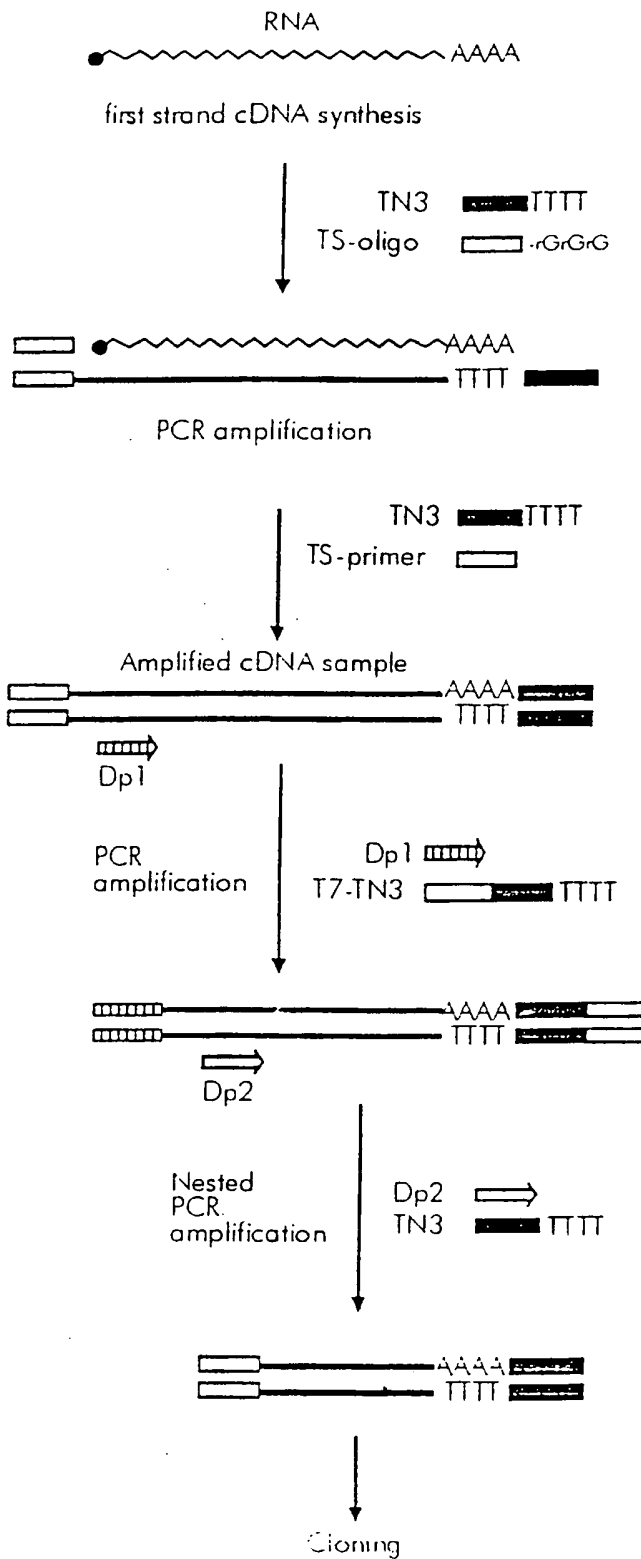 RNA
AAAA
first strand cDNA synthesis
TN3 TTTT
TS-oligo -rGrGrG
AAAA
TTTT
PCR amplification
TN3 TTTT
TS-primer
Amplified cDNA sample
AAAA
TTTT
Dp1
PCR
amplification
Dp1
T7-TN3 TTTT
AAAA
TTTT
Dp2
Nested
PCR
amplification
Dp2
TN3 TTTT
AAAA
TTTT
Cloning